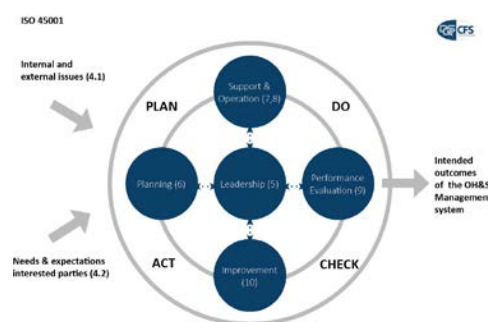 ISO 45001
CFS
Internal and
external issues (4.1)
PLAN
Support &
Operation (7,8)
DO
Planning (6)
Leadership (5)
Performance
Evaluation (9)
Intended
outcomes
of the OH&S
Management
system
Needs & expectations
interested parties (4.2)
ACT
Improvement
(10)
CHECK